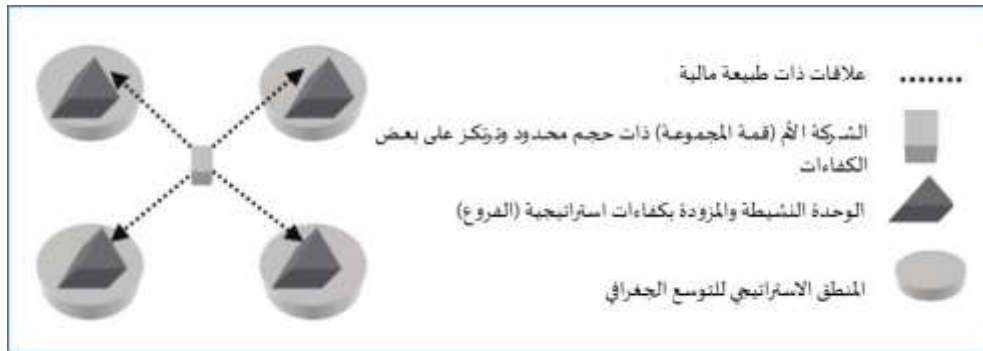 علاقات ذات طبيعة مالية
الشركة الأم (قمة المجموعة) ذات حجم محدود وترتكز على بعض
الكفاءات
الوحدة النشيطة والمزودة بكفاءات استراتيجية (الفروع)
المنطق الاستراتيجي للتوسع الجغرافي